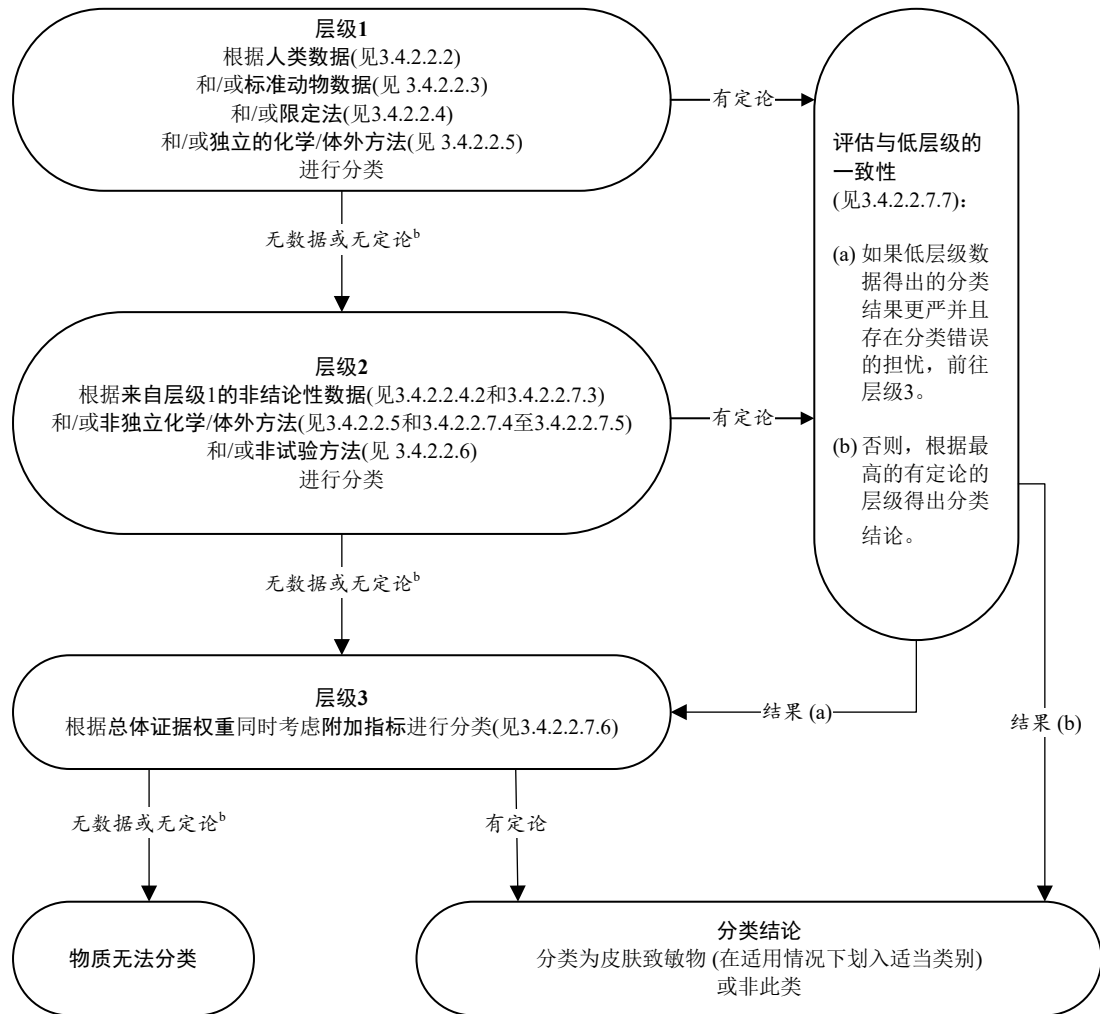 层级1
根据人类数据(见3.4.2.2.2)
和/或标准动物数据(见 3.4.2.2.3)
和/或限定法(见3.4.2.2.4)
和/或独立的化学/体外方法(见 3.4.2.2.5)
进行分类
有定论
无数据或无定论b
评估与低层级的
一致性
(见3.4.2.2.7.7)：
(a) 如果低层级数
据得出的分类
结果更严并且
存在分类错误
的担忧，前往
层级3。
(b) 否则，根据最
高的有定论的
层级得出分类
结论。
层级2
根据来自层级1的非结论性数据(见3.4.2.2.4.2和3.4.2.2.7.3)
和/或非独立化学/体外方法(见3.4.2.2.5和3.4.2.2.7.4至3.4.2.2.7.5)
和/或非试验方法(见 3.4.2.2.6)
进行分类
有定论
无数据或无定论b
层级3
根据总体证据权重同时考虑附加指标进行分类(见3.4.2.2.7.6)
结果 (a)
结果 (b)
无数据或无定论b
有定论
物质无法分类
分类结论
分类为皮肤致敏物 (在适用情况下划入适当类别)
或非此类